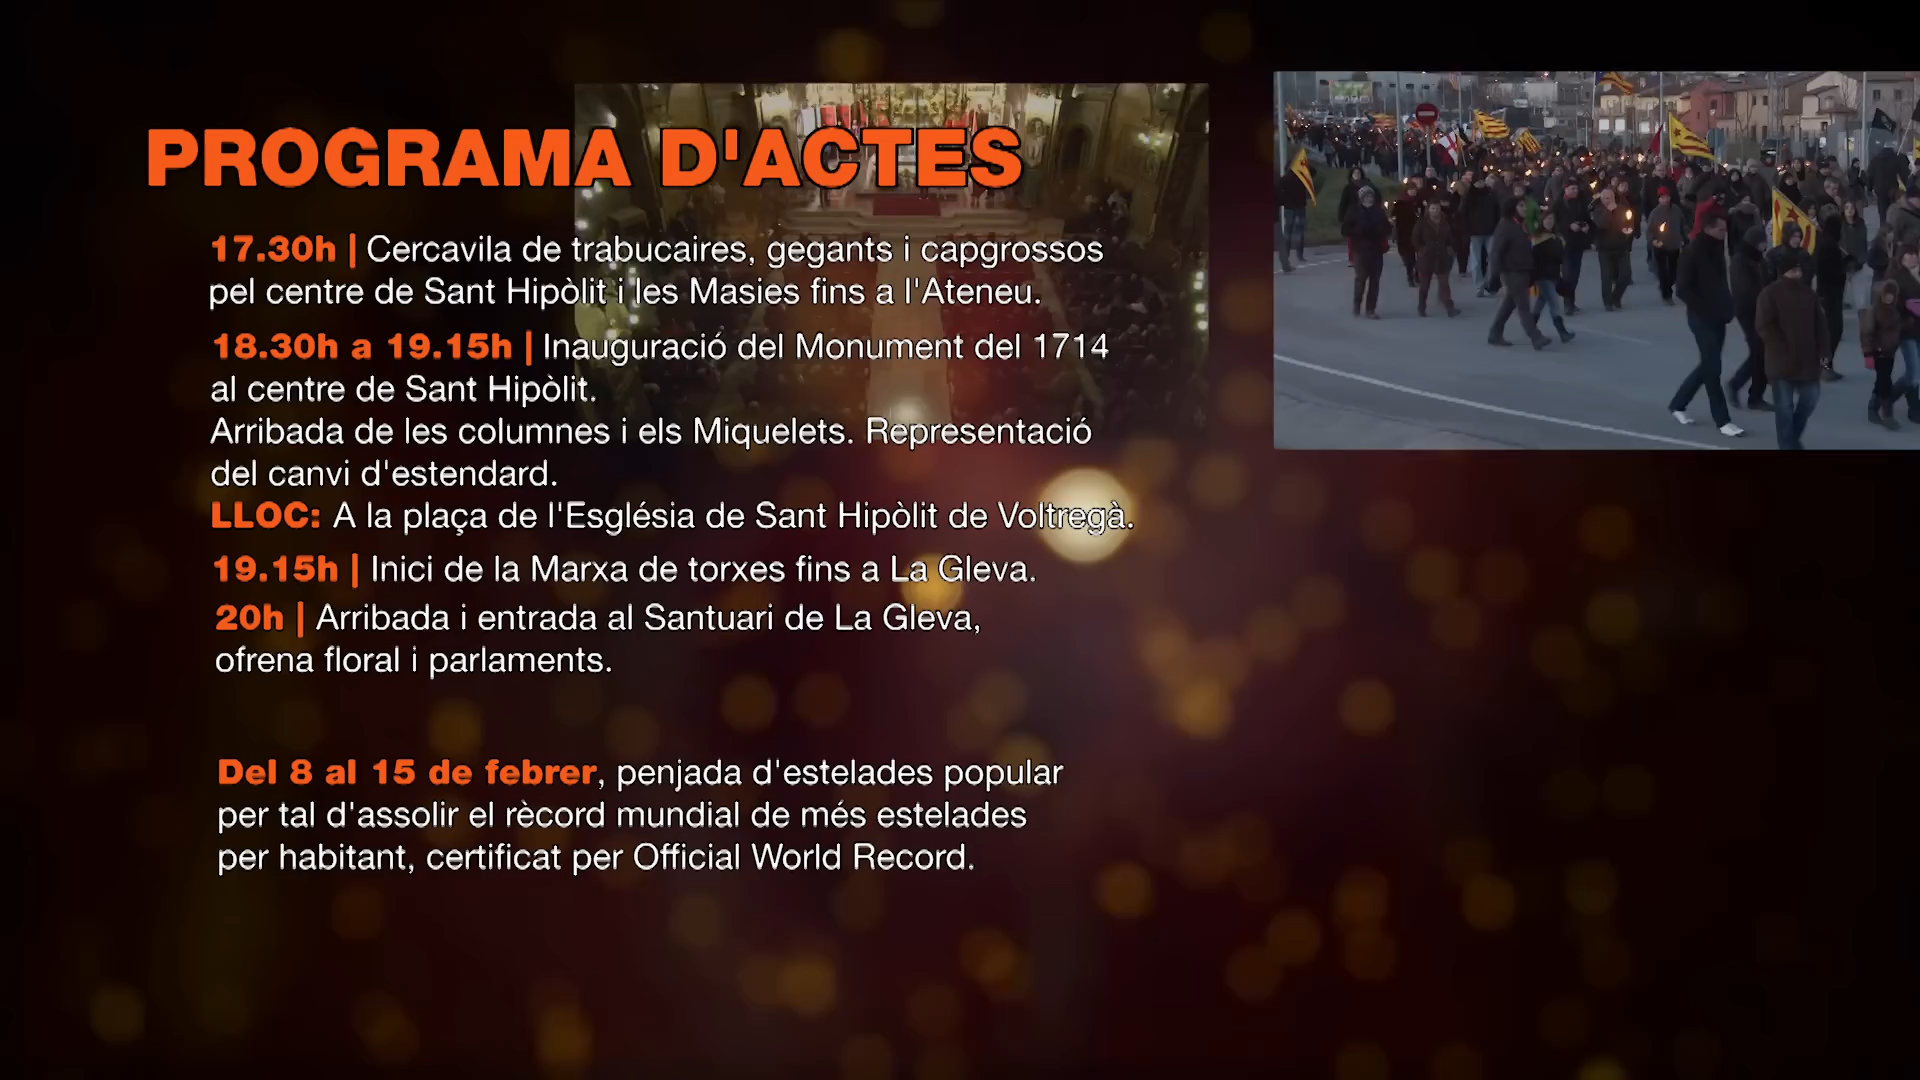 PROGRAMA D'ACTES
17.30h | Cercavila de trabucaires, gegants i capgrossos
pel centre de Sant Hipòlit i les Masies fins a l'Ateneu.
18.30h a 19.15h | Inauguració del Monument del 1714
al centre de Sant Hipòlit.
Arribada de les columnes i els Miquelets. Representació
del canvi d'estendard.
LLOC: A la plaça de l'Església de Sant Hipòlit de Voltregà.
19.15h | Inici de la Marxa de torxes fins a La Gleva.
20h | Arribada i entrada al Santuari de La Gleva,
ofrena floral i parlaments.
Del 8 al 15 de febrer, penjada d'estelades popular
per tal d'assolir el rècord mundial de més estelades
per habitant, certificat per Official World Record.